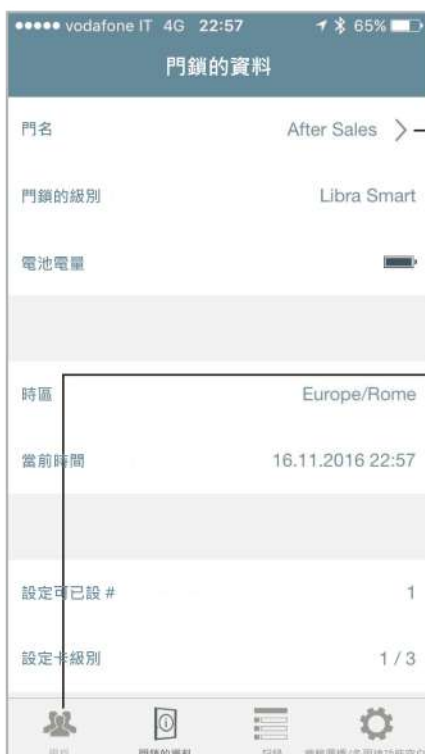 vodafone IT 4G 22:57 65%
門鎖的資料
門名 After Sales
門鎖的級別 Libra Smart
電池電量
時區 Europe/Rome
當前時間 16.11.2016 22:57
設定可已設 # 1
設定卡級別 1 / 3
門鎖的資料